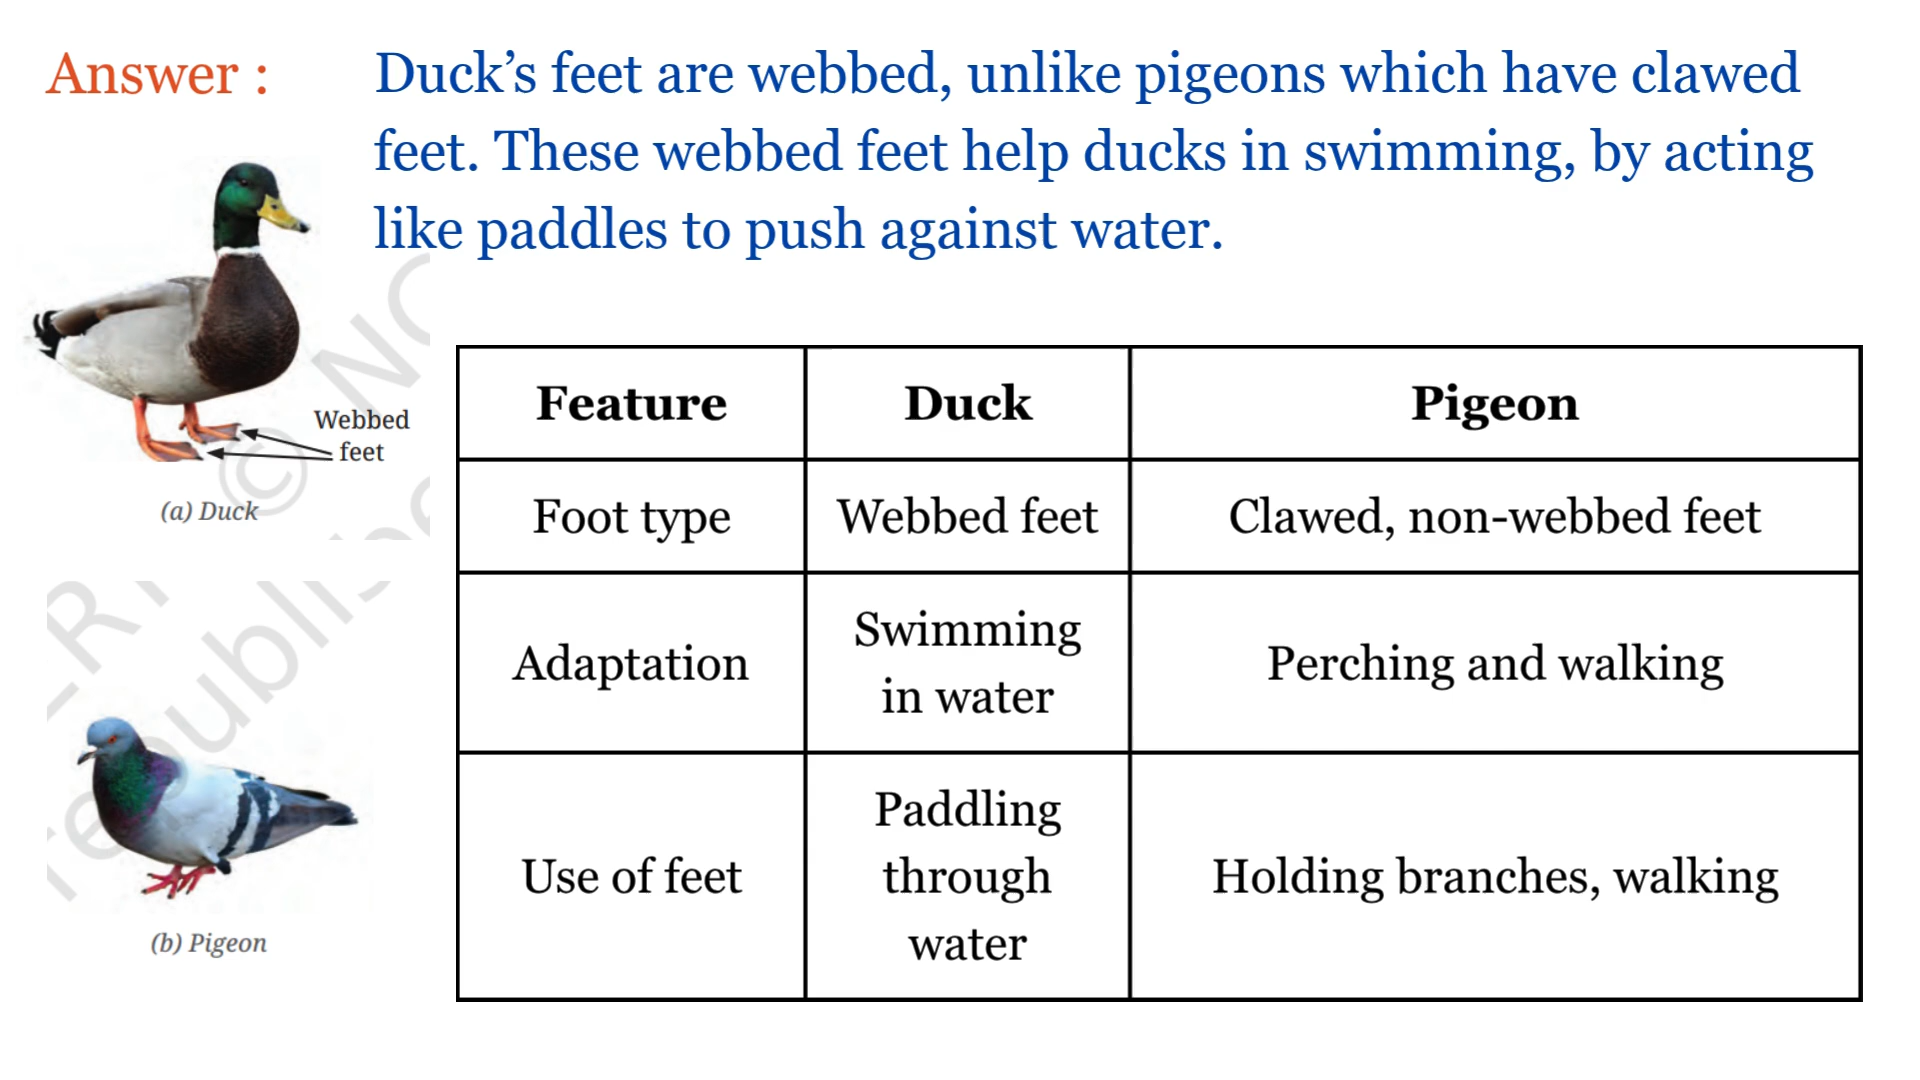 Answer :
Duck’s feet are webbed, unlike pigeons which have clawed
feet. These webbed feet help ducks in swimming, by acting
like paddles to push against water.
Webbed
feet
(a) Duck
(b) Pigeon
Feature Duck Pigeon
Foot type Webbed feet Clawed, non-webbed feet
Adaptation Swimming
in water Perching and walking
Use of feet Paddling
through
water Holding branches, walking